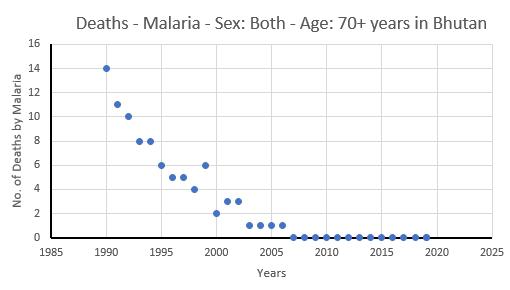 Deaths - Malaria - Sex: Both - Age: 70+ years in Bhutan
No. of Deaths by Malaria
16
14
12
10
8
6
4
2
0
1985 1990 1995 2000 2005 2010 2015 2020 2025
Years